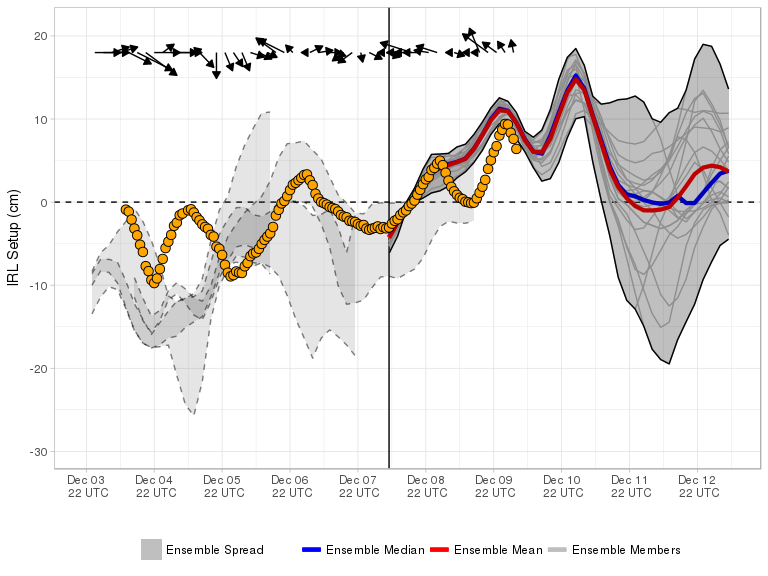 IRL Setup (cm)
20
10
0
-10
-20
-30
Dec 03 Dec 04 Dec 05 Dec 06 Dec 07 Dec 08 Dec 09 Dec 10 Dec 11 Dec 12
22 UTC 22 UTC 22 UTC 22 UTC 22 UTC 22 UTC 22 UTC 22 UTC 22 UTC 22 UTC
Ensemble Spread Ensemble Median Ensemble Mean Ensemble Members